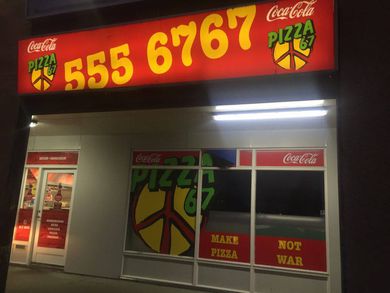 Coca-Cola
PIZZA
67
555 6767
Coca-Cola
PIZZA
67
Coca-Cola
PIZZA
67
Coca-Cola
MAKE
PIZZA
NOT
WAR